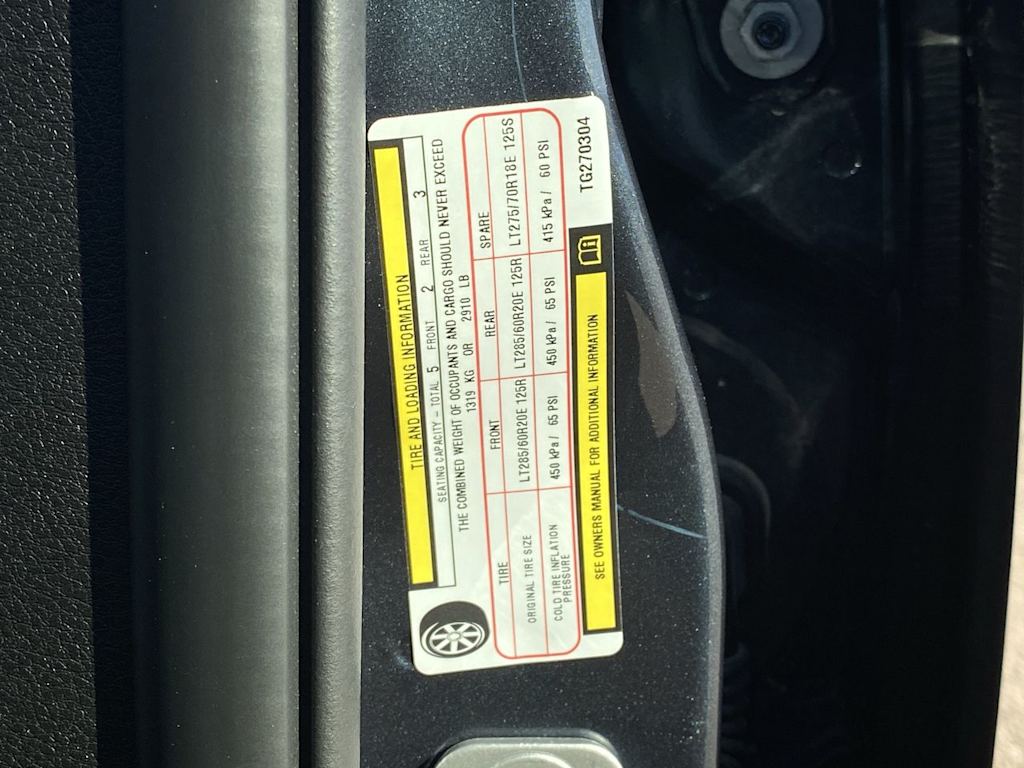 TIRE AND LOADING INFORMATION
SEATING CAPACITY – TOTAL 5 FRONT 2 REAR 3
THE COMBINED WEIGHT OF OCCUPANTS AND CARGO SHOULD NEVER EXCEED
1319 KG OR 2910 LB
TIRE FRONT REAR SPARE
ORIGINAL TIRE SIZE LT285/60R20E 125R LT285/60R20E 125R LT275/70R18E 125S
COLD TIRE INFLATION PRESSURE 450 kPa / 65 PSI 450 kPa / 65 PSI 415 kPa / 60 PSI
SEE OWNERS MANUAL FOR ADDITIONAL INFORMATION
TG270304